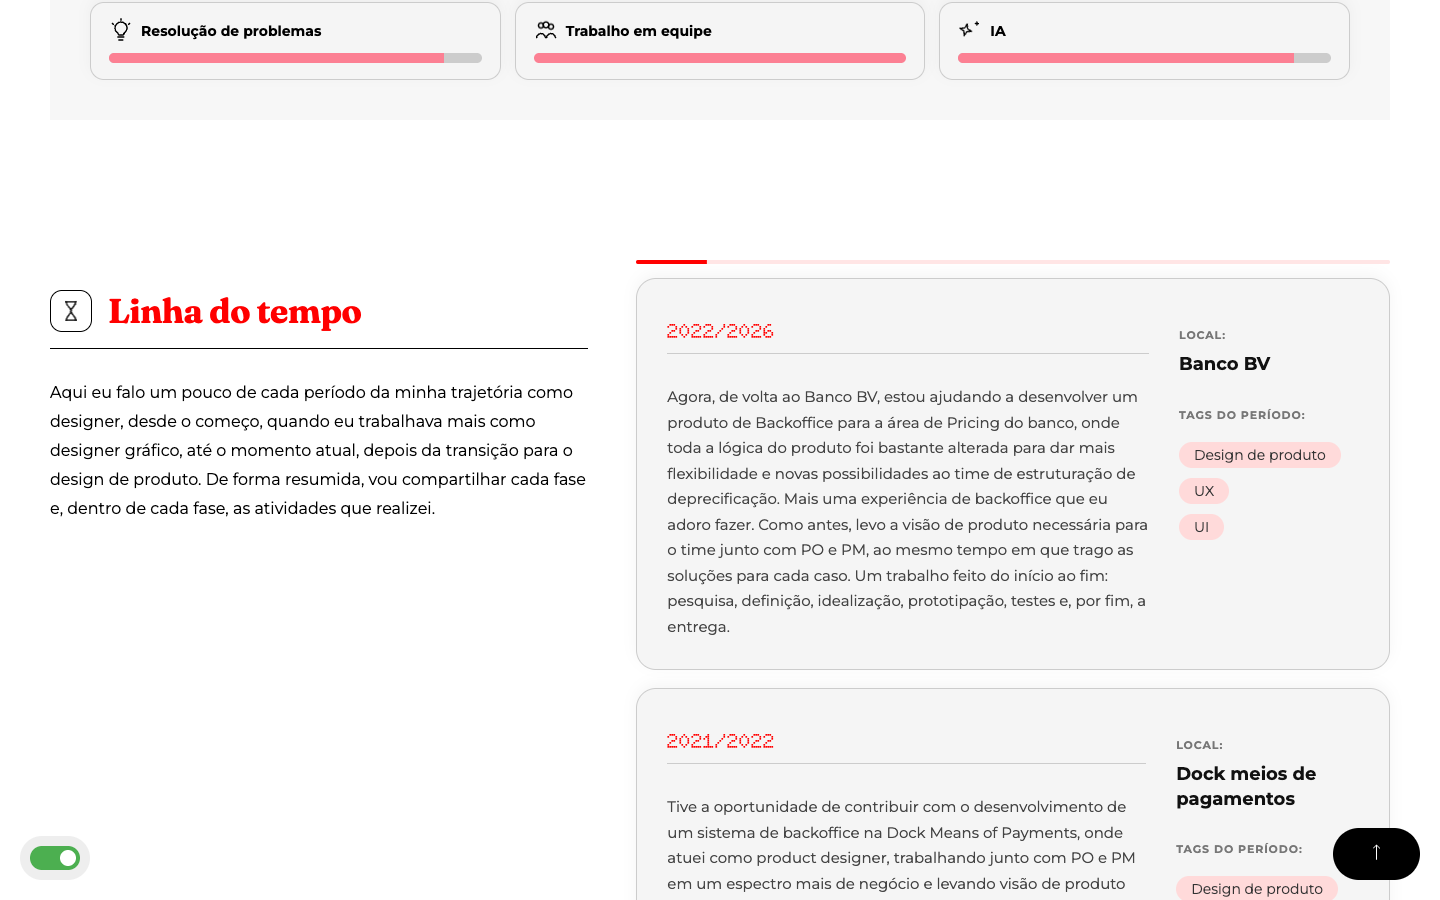 Resolução de problemas
Trabalho em equipe
IA
Linha do tempo
Aqui eu falo um pouco de cada período da minha trajetória como
designer, desde o começo, quando eu trabalhava mais como
designer gráfico, até o momento atual, depois da transição para o
design de produto. De forma resumida, vou compartilhar cada fase
e, dentro de cada fase, as atividades que realizei.
2022/2026
Agora, de volta ao Banco BV, estou ajudando a desenvolver um
produto de Backoffice para a área de Pricing do banco, onde
toda a lógica do produto foi bastante alterada para dar mais
flexibilidade e novas possibilidades ao time de estruturação de
deprecificação. Mais uma experiência de backoffice que eu
adoro fazer. Como antes, levo a visão de produto necessária para
o time junto com PO e PM, ao mesmo tempo em que trago as
soluções para cada caso. Um trabalho feito do início ao fim:
pesquisa, definição, idealização, prototipação, testes e, por fim, a
entrega.
LOCAL:
Banco BV
TAGS DO PERÍODO:
Design de produto
UX
UI
2021/2022
Tive a oportunidade de contribuir com o desenvolvimento de
um sistema de backoffice na Dock Means of Payments, onde
atuei como product designer, trabalhando junto com PO e PM
em um espectro mais de negócio e levando visão de produto
LOCAL:
Dock meios de
pagamentos
TAGS DO PERÍODO:
Design de produto
↑